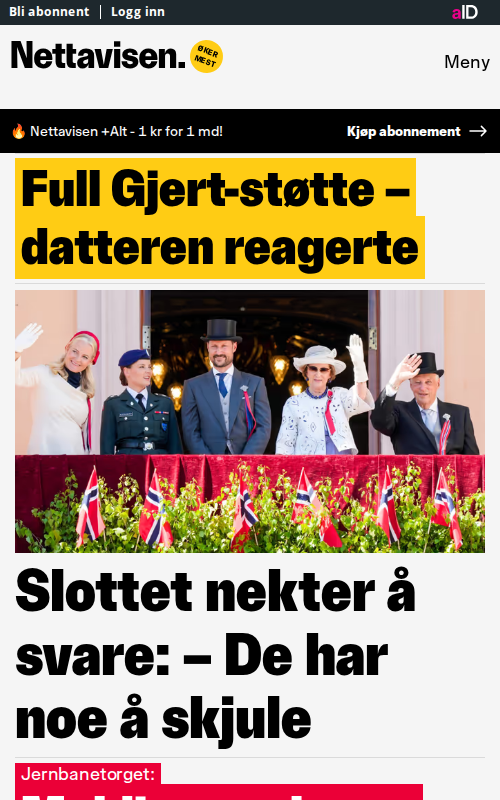 Bli abonnent | Logg inn
aID
Nettavisen.
ØKER
MEST
Meny
Nettavisen +Alt - 1 kr for 1 md!
Kjøp abonnement →
Full Gjert-støtte –
datteren reagerte
Slottet nekter å
svare: – De har
noe å skjule
Jernbanetorget: